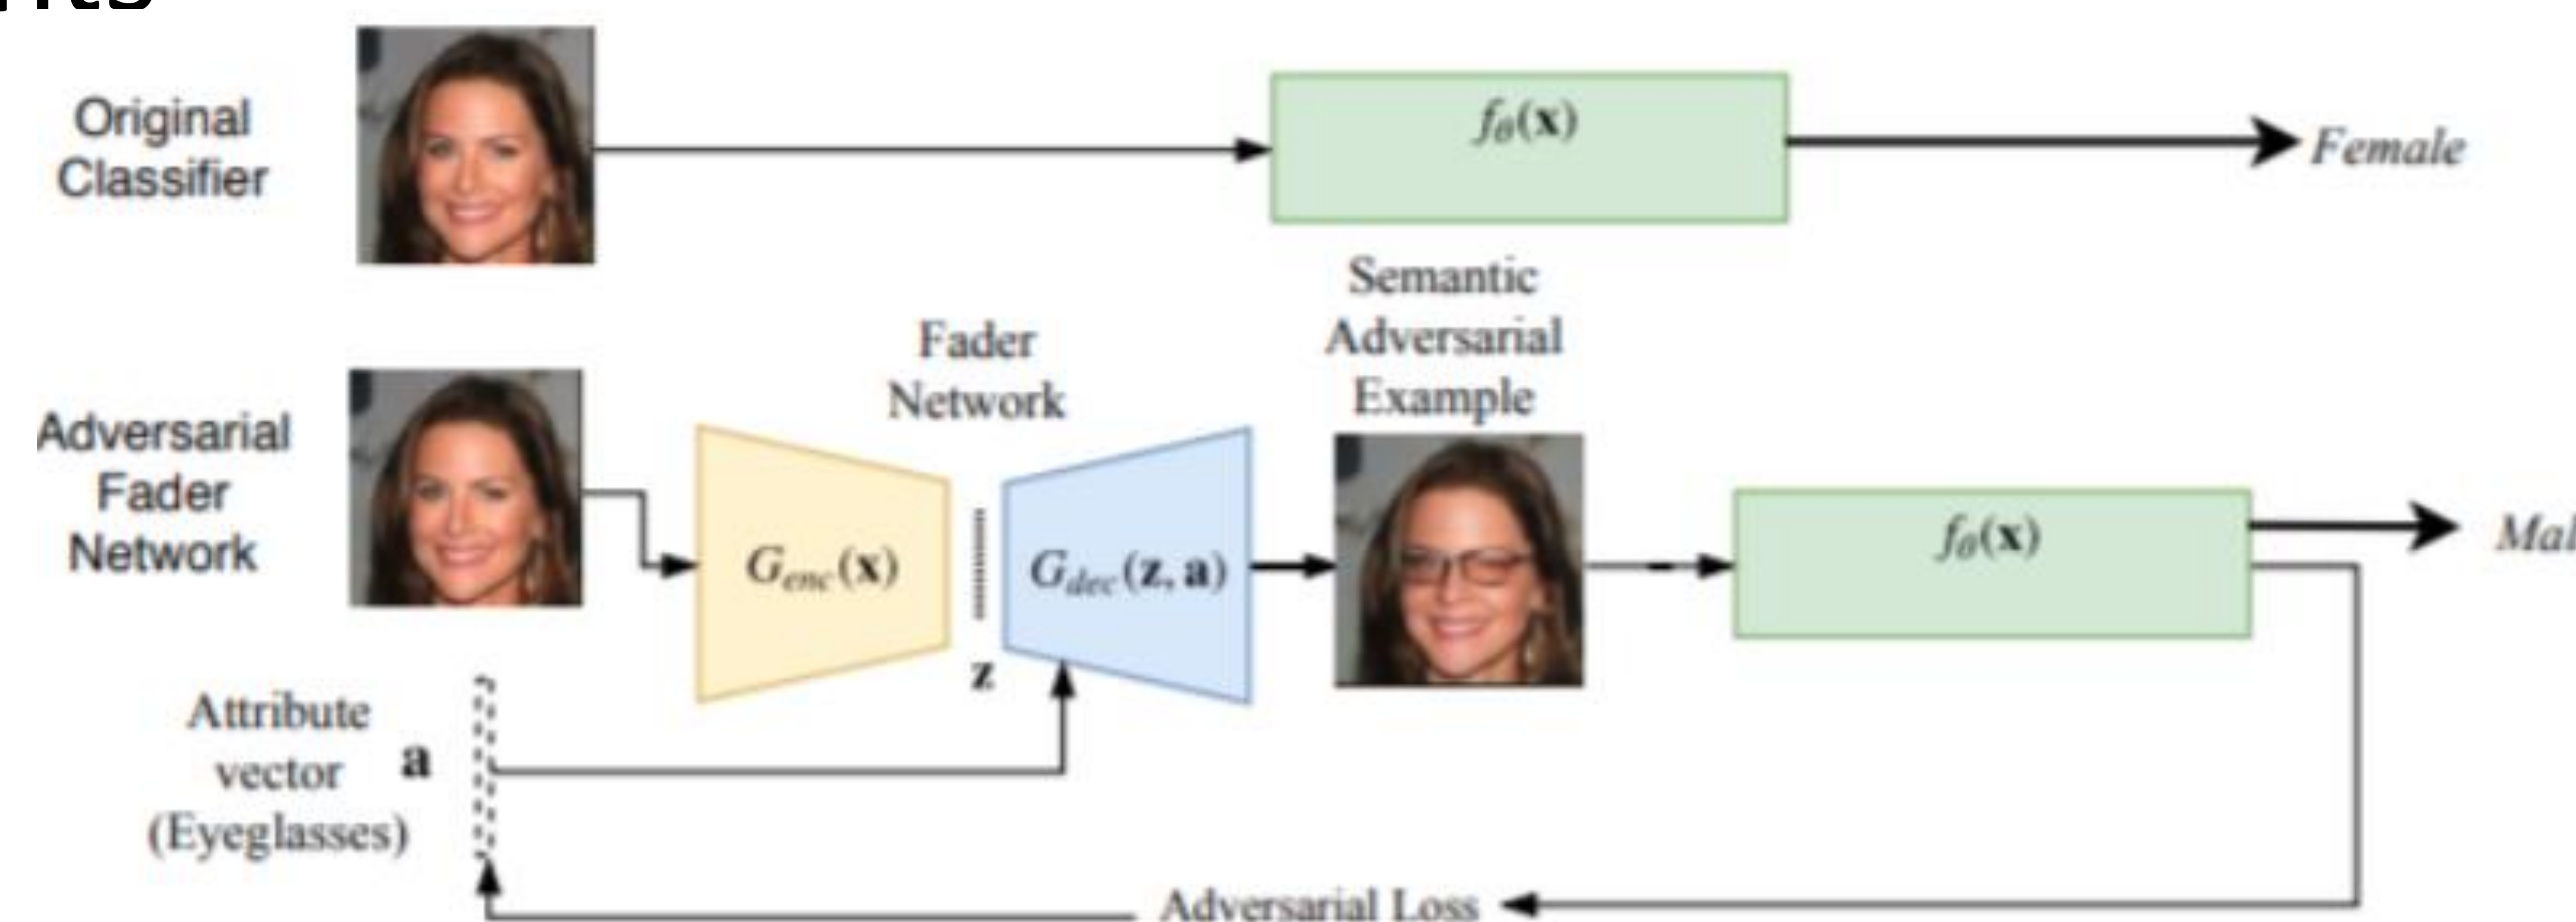 Original
Classifier
fθ(x)
Female
Semantic
Adversarial
Example
Fader
Network
Adversarial
Fader
Network
Genc(x)
z
Gdec(z, a)
fθ(x)
Mal
Attribute
vector
(Eyeglasses)
a
Adversarial Loss